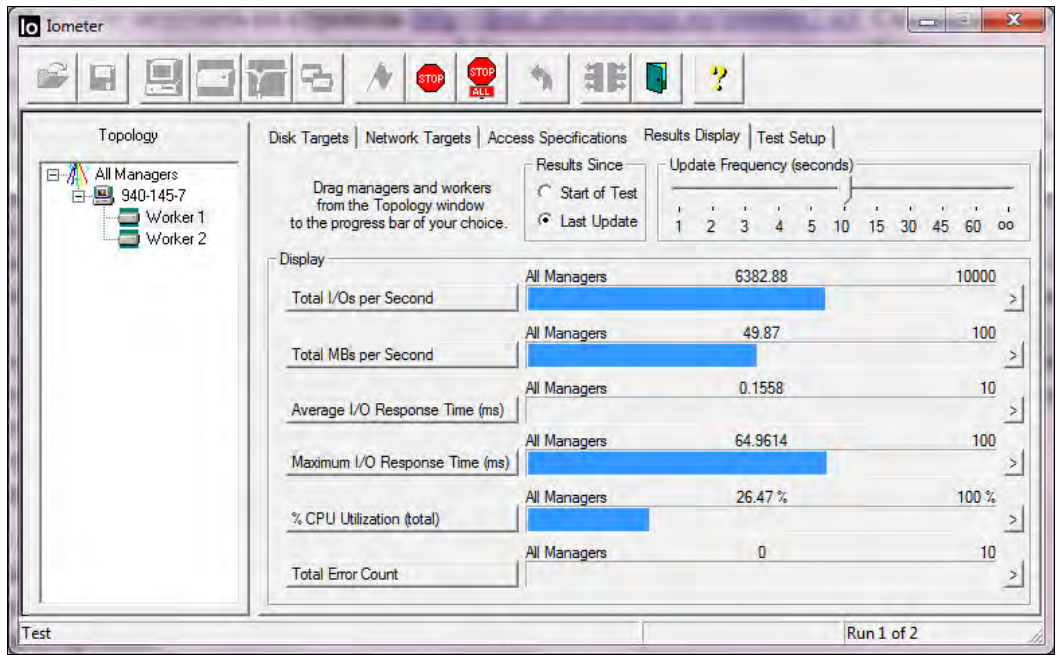 Iometer
STOP
STOP
ALL
?
Topology
All Managers
940-145-7
Worker 1
Worker 2
Disk Targets
Network Targets
Access Specifications
Results Display
Test Setup
Drag managers and workers
from the Topology window
to the progress bar of your choice.
Results Since
Start of Test
Last Update
Update Frequency (seconds)
1 2 3 4 5 10 15 30 45 60 oo
Display
Total I/Os per Second
All Managers 6382.88 10000
>
Total MBs per Second
All Managers 49.87 100
>
Average I/O Response Time (ms)
All Managers 0.1558 10
>
Maximum I/O Response Time (ms)
All Managers 64.9614 100
>
% CPU Utilization (total)
All Managers 26.47 % 100 %
>
Total Error Count
All Managers 0 10
>
Test
Run 1 of 2